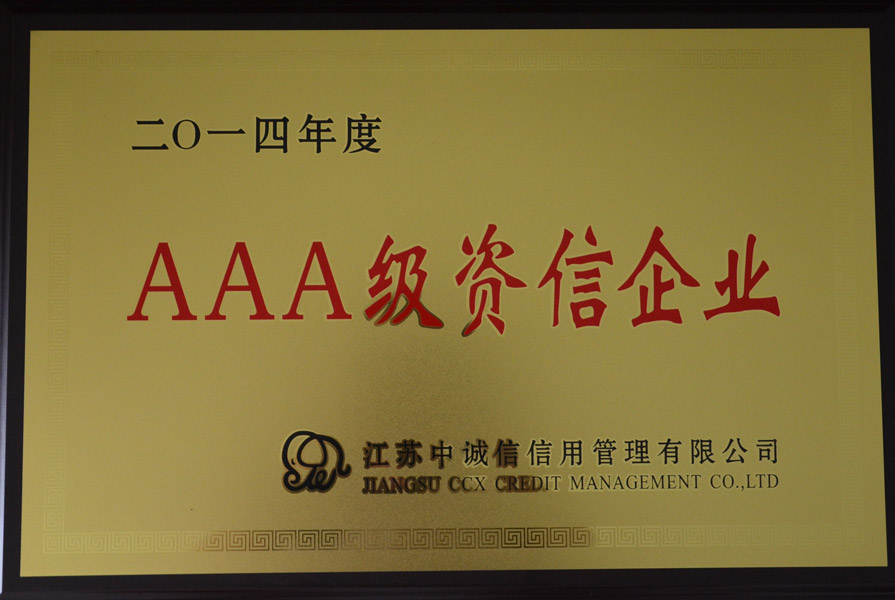 二〇一四年度
AAA级资信企业
江苏中诚信信用管理有限公司
JIANGSU CCX CREDIT MANAGEMENT CO.,LTD